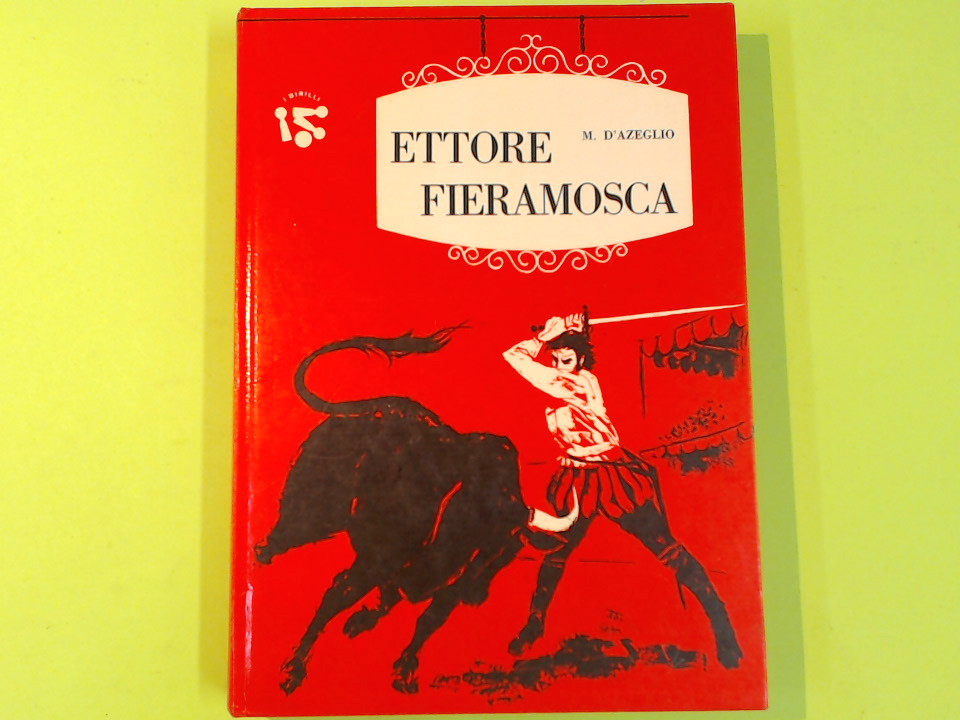 I BIRILLI
M. D'AZEGLIO
ETTORE
FIERAMOSCA